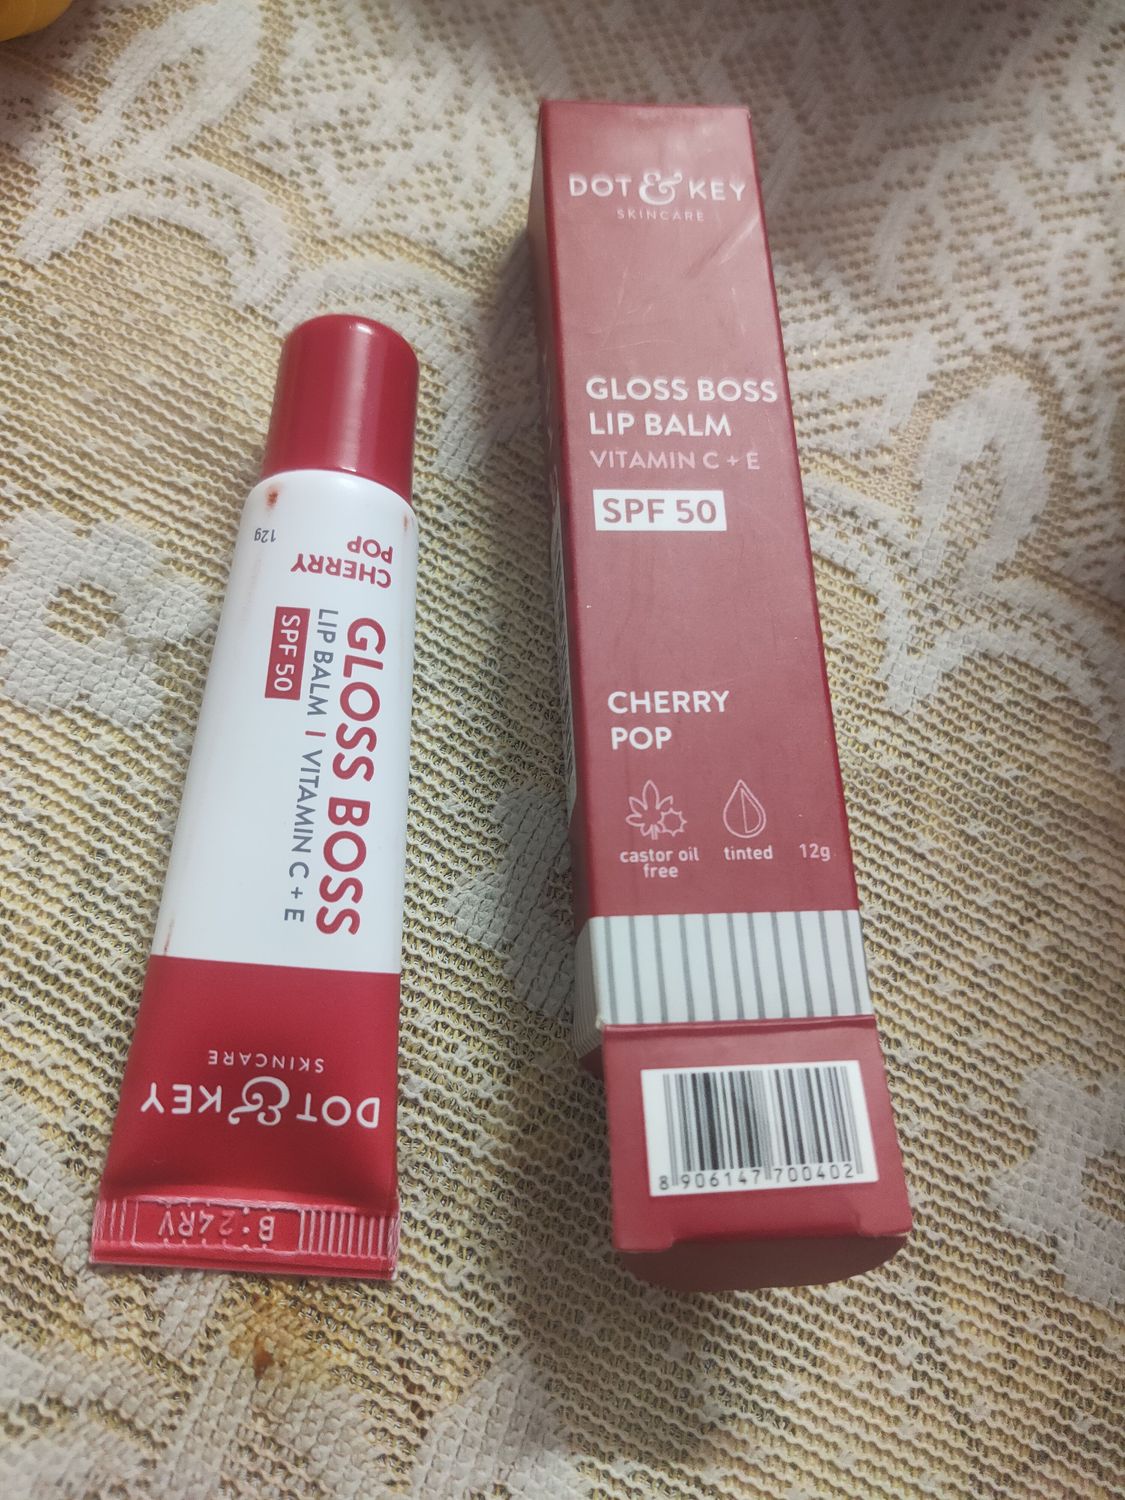 DOT & KEY
SKINCARE
GLOSS BOSS
LIP BALM
VITAMIN C + E
SPF 50
CHERRY
POP
castor oil
free
tinted
12g
8 906147 700402
GLOSS BOSS
LIP BALM | VITAMIN C + E
SPF 50
CHERRY
POP
12g
DOT & KEY
SKINCARE
B:24RY